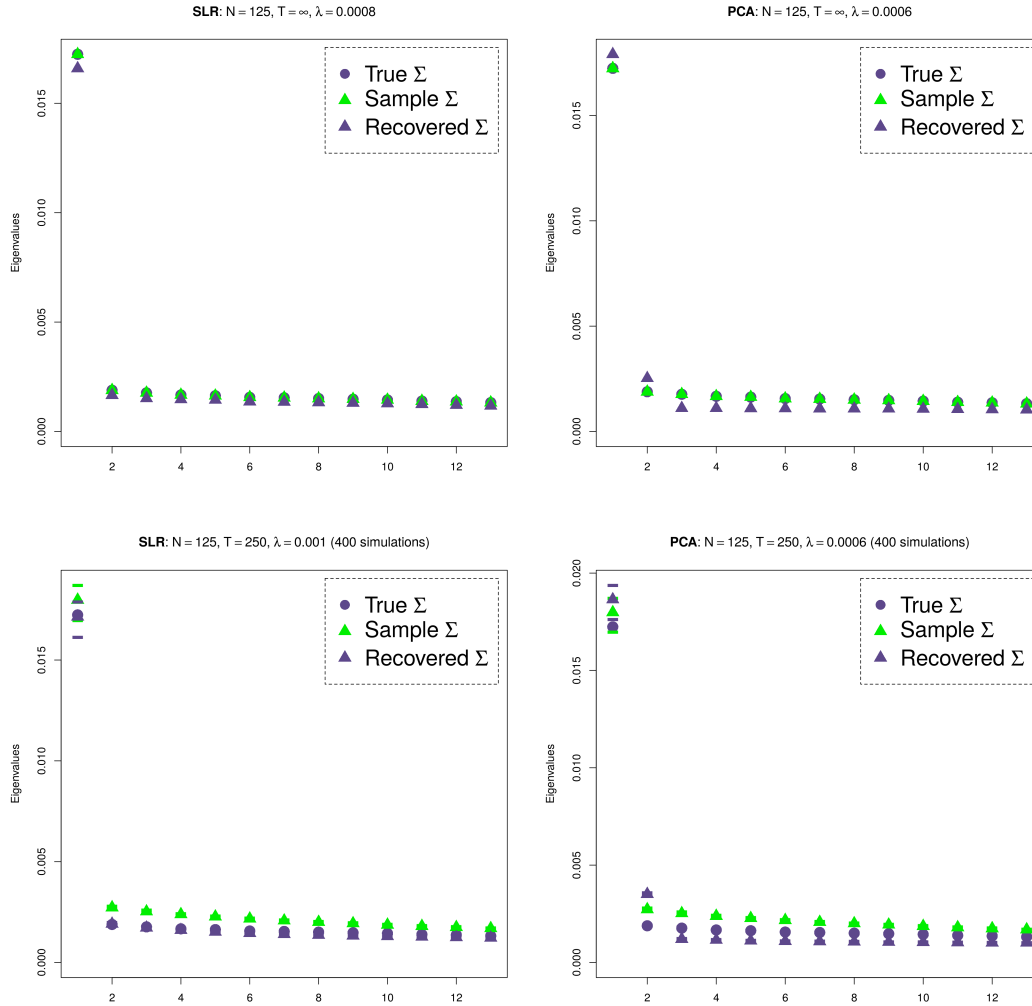 SLR: N = 125, T = ∞, λ = 0.0008
True Σ
Sample Σ
Recovered Σ
Eigenvalues
0.015
0.010
0.005
0.000
2 4 6 8 10 12
PCA: N = 125, T = ∞, λ = 0.0006
True Σ
Sample Σ
Recovered Σ
Eigenvalues
0.015
0.010
0.005
0.000
2 4 6 8 10 12
SLR: N = 125, T = 250, λ = 0.001 (400 simulations)
True Σ
Sample Σ
Recovered Σ
Eigenvalues
0.015
0.010
0.005
0.000
2 4 6 8 10 12
PCA: N = 125, T = 250, λ = 0.0006 (400 simulations)
True Σ
Sample Σ
Recovered Σ
Eigenvalues
0.020
0.015
0.010
0.005
0.000
2 4 6 8 10 12